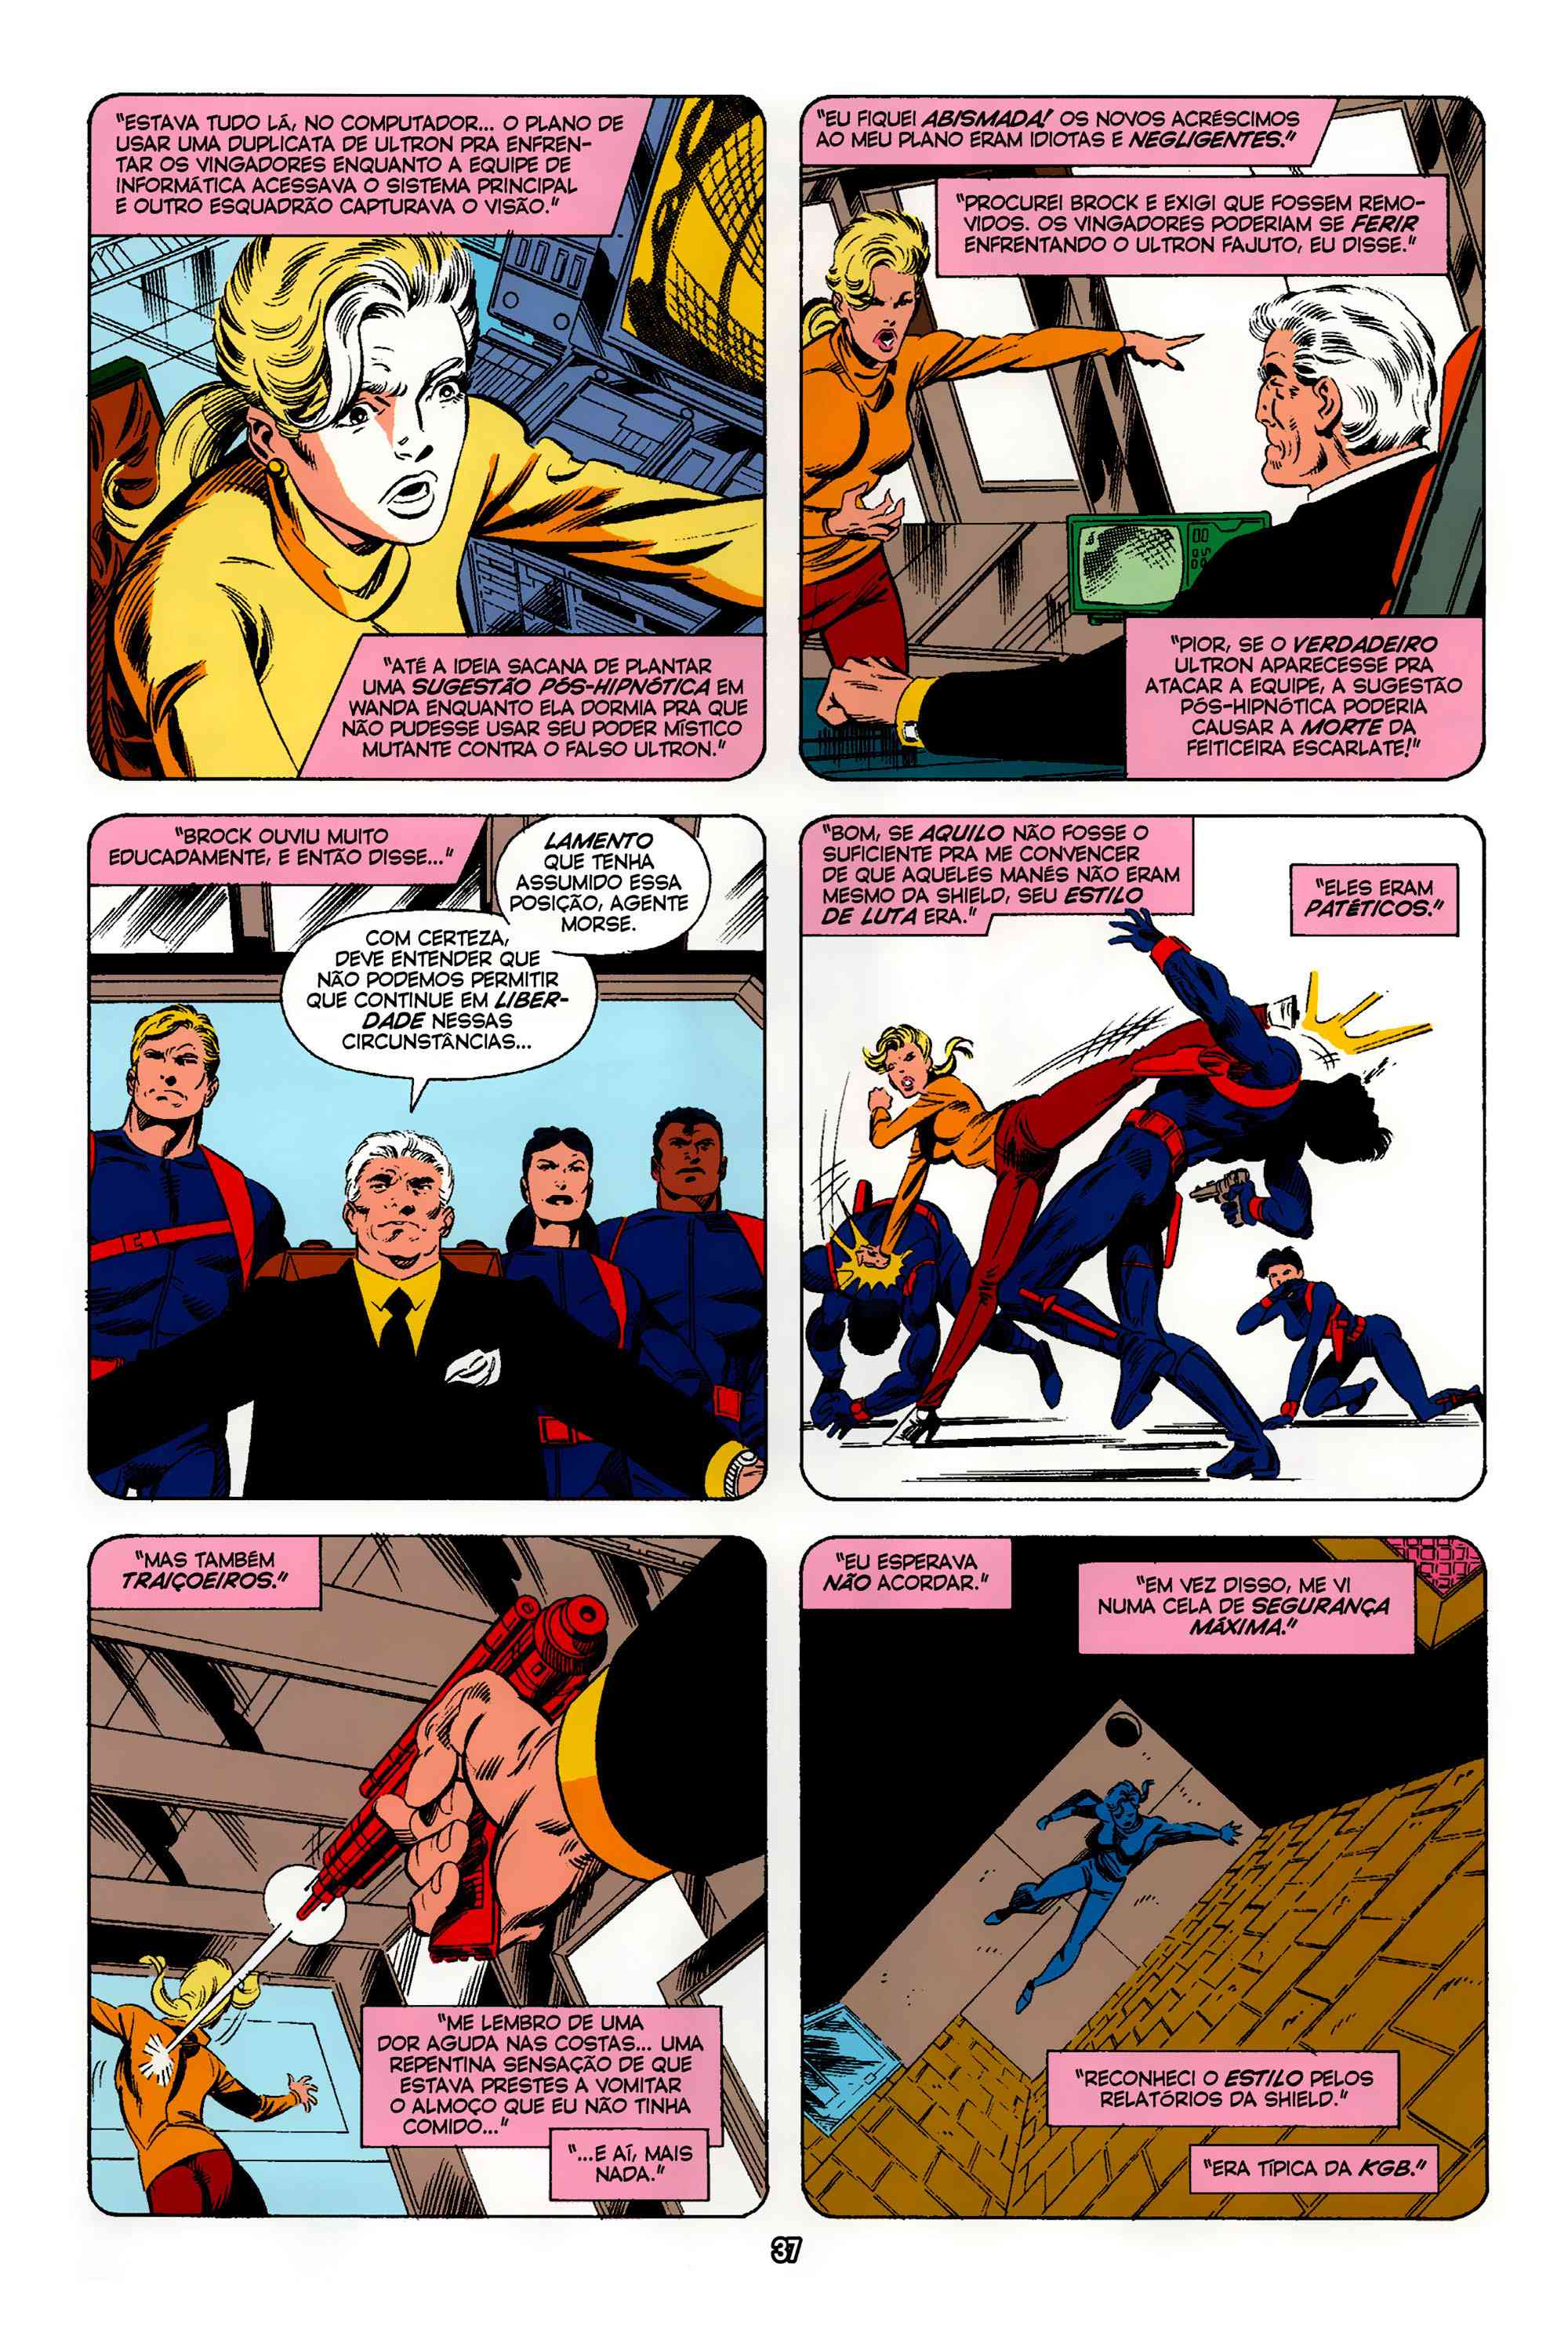 "ESTAVA TUDO LÁ, NO COMPUTADOR... O PLANO DE
USAR UMA DUPLICATA DE ULTRON PRA ENFREN-
TAR OS VINGADORES ENQUANTO A EQUIPE DE
INFORMÁTICA ACESSAVA O SISTEMA PRINCIPAL
E OUTRO ESQUADRÃO CAPTURAVA O VISÃO."
"ATÉ A IDEIA SACANA DE PLANTAR
UMA SUGESTÃO PÓS-HIPNÓTICA EM
WANDA ENQUANTO ELA DORMIA PRA QUE
NÃO PUDESSE USAR SEU PODER MÍSTICO
MUTANTE CONTRA O FALSO ULTRON."
"EU FIQUEI ABISMADA! OS NOVOS ACRÉSCIMOS
AO MEU PLANO ERAM IDIOTAS E NEGLIGENTES."
"PROCUREI BROCK E EXIGI QUE FOSSEM REMO-
VIDOS. OS VINGADORES PODERIAM SE FERIR
ENFRENTANDO O ULTRON FAJUTO, EU DISSE."
"PIOR, SE O VERDADEIRO
ULTRON APARECESSE PRA
ATACAR A EQUIPE, A SUGESTÃO
PÓS-HIPNÓTICA PODERIA
CAUSAR A MORTE DA
FEITICEIRA ESCARLATE!"
"BROCK OUVIU MUITO
EDUCADAMENTE, E ENTÃO DISSE..."
LAMENTO
QUE TENHA
ASSUMIDO ESSA
POSIÇÃO, AGENTE
MORSE.
COM CERTEZA,
DEVE ENTENDER QUE
NÃO PODEMOS PERMITIR
QUE CONTINUE EM LIBER-
DADE NESSAS
CIRCUNSTÂNCIAS...
"BOM, SE AQUILO NÃO FOSSE O
SUFICIENTE PRA ME CONVENCER
DE QUE AQUELES MANÉS NÃO ERAM
MESMO DA SHIELD, SEU ESTILO
DE LUTA ERA."
"ELES ERAM
PATÉTICOS."
"MAS TAMBÉM
TRAIÇOEIROS."
"ME LEMBRO DE UMA
DOR AGUDA NAS COSTAS... UMA
REPENTINA SENSAÇÃO DE QUE
ESTAVA PRESTES A VOMITAR
O ALMOÇO QUE EU NÃO TINHA
COMIDO..."
"...E AÍ, MAIS
NADA."
"EU ESPERAVA
NÃO ACORDAR."
"EM VEZ DISSO, ME VI
NUMA CELA DE SEGURANÇA
MÁXIMA."
"RECONHECI O ESTILO PELOS
RELATÓRIOS DA SHIELD."
"ERA TÍPICA DA KGB."
37